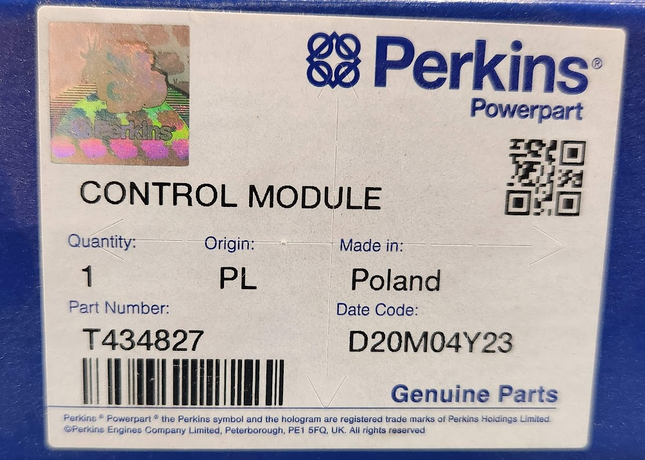 Perkins®
Powerpart
Perkins
CONTROL MODULE
Quantity: Origin: Made in:
1 PL Poland
Part Number: Date Code:
T434827 D20M04Y23
Genuine Parts
Perkins ® Powerpart ® the Perkins symbol and the hologram are registered trade marks of Perkins Holdings Limited.
©Perkins Engines Company Limited, Peterborough, PE1 5FQ, UK. All rights reserved